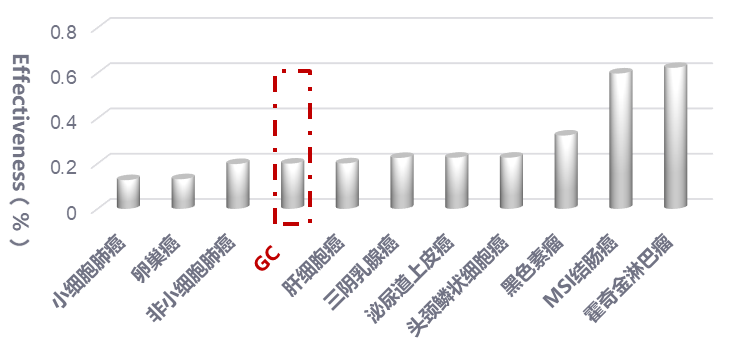 Effectiveness（%）
0.8
0.6
0.4
0.2
0
小细胞肺癌
卵巢癌
非小细胞肺癌
GC
肝细胞癌
三阴乳腺癌
泌尿道上皮癌
头颈鳞状细胞癌
黑色素瘤
MSI结肠癌
霍奇金淋巴瘤